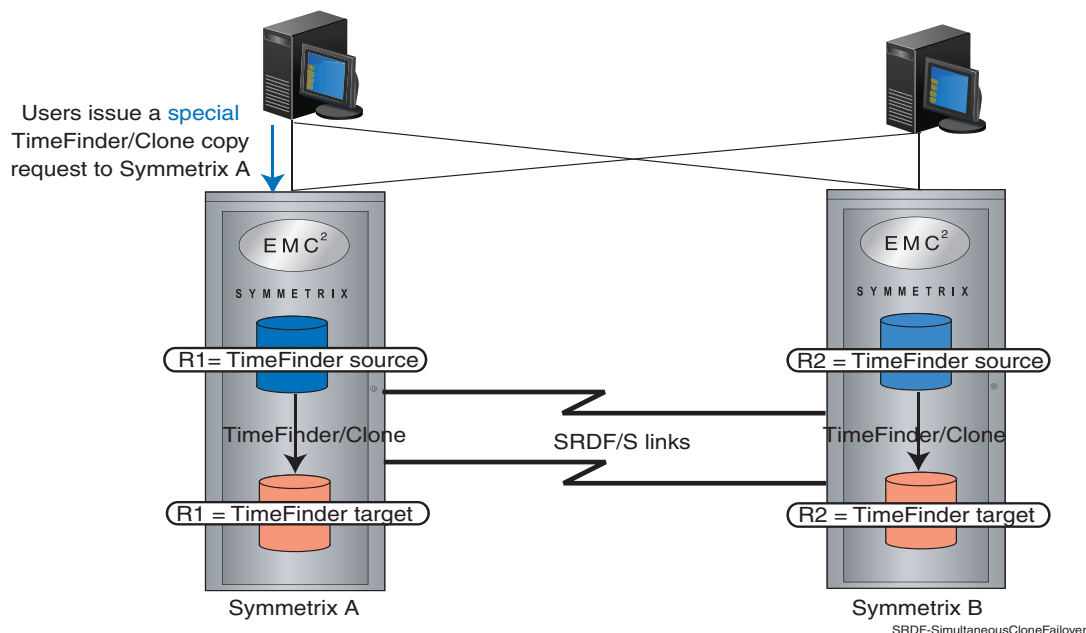 Users issue a special
TimeFinder/Clone copy
request to Symmetrix A
EMC²
SYMMETRIX
R1= TimeFinder source
TimeFinder/Clone
R1 = TimeFinder target
Symmetrix A
SRDF/S links
EMC²
SYMMETRIX
R2 = TimeFinder source
TimeFinder/Clone
R2 = TimeFinder target
Symmetrix B
SRDF-SimultaneousCloneFailover